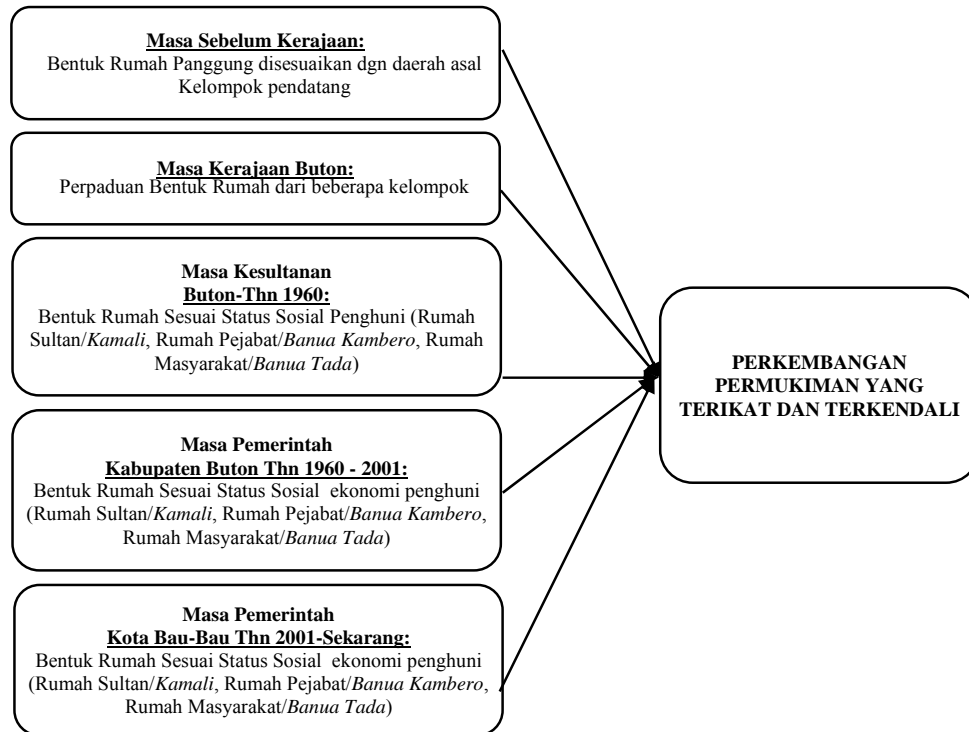 Masa Sebelum Kerajaan:
Bentuk Rumah Panggung disesuaikan dgn daerah asal
Kelompok pendatang
Masa Kerajaan Buton:
Perpaduan Bentuk Rumah dari beberapa kelompok
Masa Kesultanan
Buton-Thn 1960:
Bentuk Rumah Sesuai Status Sosial Penghuni (Rumah
Sultan/Kamali, Rumah Pejabat/Banua Kambero, Rumah
Masyarakat/Banua Tada)
Masa Pemerintah
Kabupaten Buton Thn 1960 - 2001:
Bentuk Rumah Sesuai Status Sosial ekonomi penghuni
(Rumah Sultan/Kamali, Rumah Pejabat/Banua Kambero,
Rumah Masyarakat/Banua Tada)
Masa Pemerintah
Kota Bau-Bau Thn 2001-Sekarang:
Bentuk Rumah Sesuai Status Sosial ekonomi penghuni
(Rumah Sultan/Kamali, Rumah Pejabat/Banua Kambero,
Rumah Masyarakat/Banua Tada)
PERKEMBANGAN
PERMUKIMAN YANG
TERIKAT DAN TERKENDALI